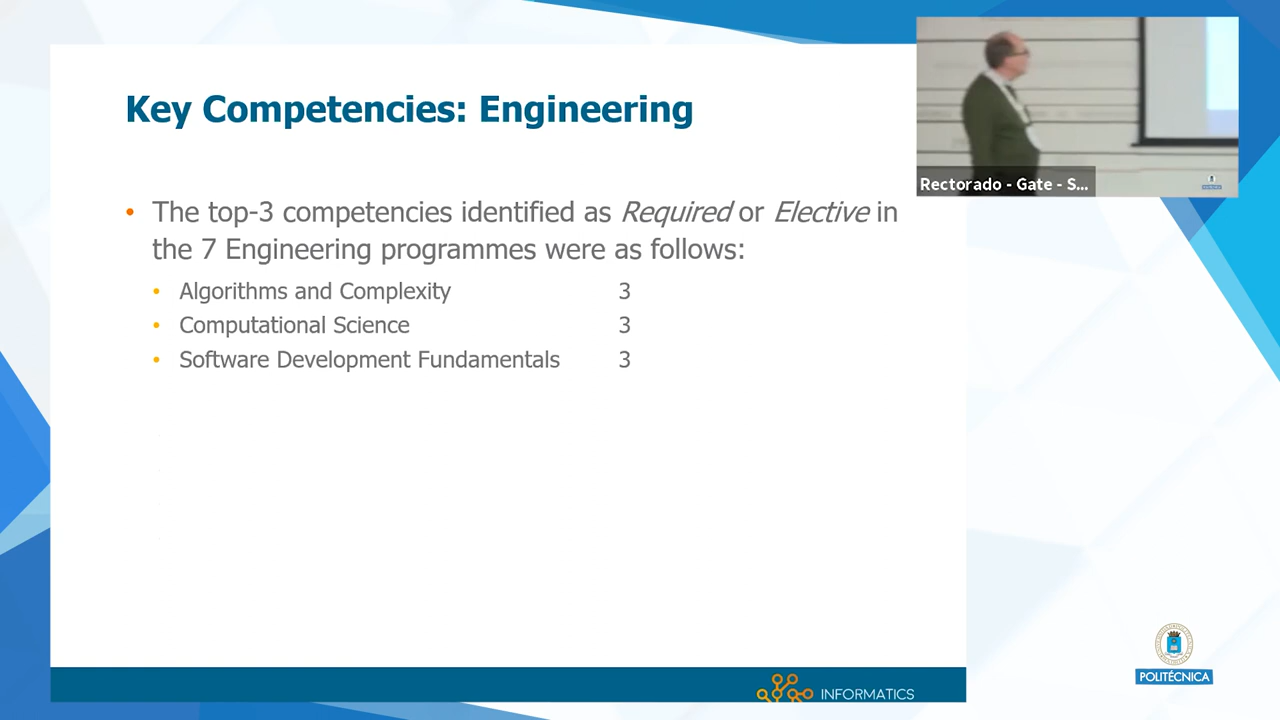 Key Competencies: Engineering
• The top-3 competencies identified as Required or Elective in
the 7 Engineering programmes were as follows:
• Algorithms and Complexity 3
• Computational Science 3
• Software Development Fundamentals 3
Rectorado - Gate - S...
INFORMATICS
POLITÉCNICA